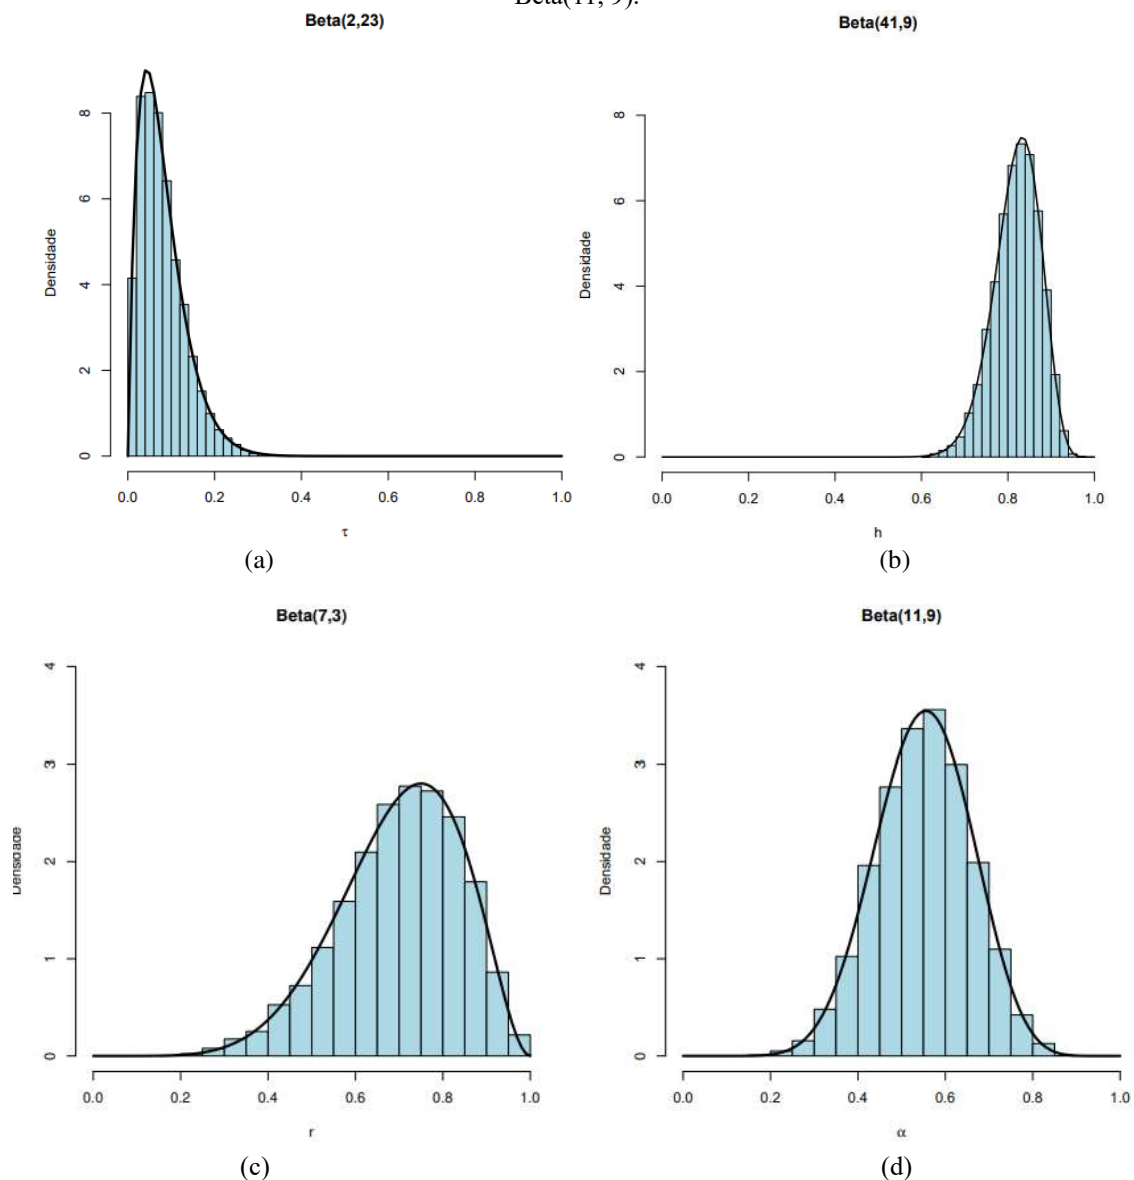 Beta(11, 9).
Beta(2,23)
Densidade
0 2 4 6 8
0.0 0.2 0.4 0.6 0.8 1.0
τ
(a)
Beta(41,9)
Densidade
0 2 4 6 8
0.0 0.2 0.4 0.6 0.8 1.0
h
(b)
Beta(7,3)
Densidade
0 1 2 3 4
0.0 0.2 0.4 0.6 0.8 1.0
r
(c)
Beta(11,9)
Densidade
0 1 2 3 4
0.0 0.2 0.4 0.6 0.8 1.0
α
(d)